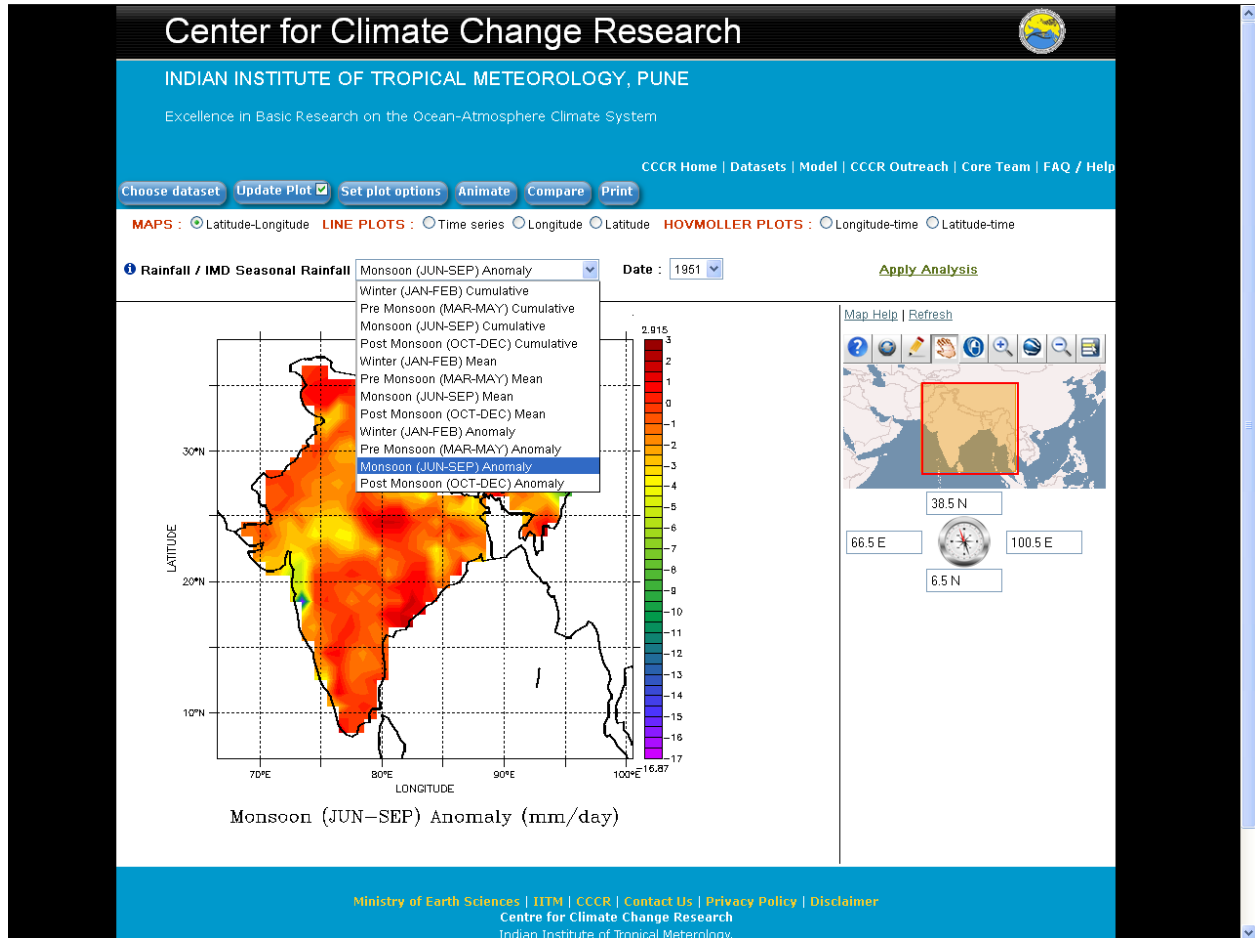 Center for Climate Change Research
INDIAN INSTITUTE OF TROPICAL METEOROLOGY, PUNE
Excellence in Basic Research on the Ocean-Atmosphere Climate System
CCCR Home | Datasets | Model | CCCR Outreach | Core Team | FAQ / Help
Choose dataset Update Plot Set plot options Animate Compare Print
MAPS : Latitude-Longitude LINE PLOTS : Time series Longitude Latitude HOVMOLLER PLOTS : Longitude-time Latitude-time
Rainfall / IMD Seasonal Rainfall Monsoon (JUN-SEP) Anomaly Date : 1951 Apply Analysis
Winter (JAN-FEB) Cumulative
Pre Monsoon (MAR-MAY) Cumulative
Monsoon (JUN-SEP) Cumulative
Post Monsoon (OCT-DEC) Cumulative
Winter (JAN-FEB) Mean
Pre Monsoon (MAR-MAY) Mean
Monsoon (JUN-SEP) Mean
Post Monsoon (OCT-DEC) Mean
Winter (JAN-FEB) Anomaly
Pre Monsoon (MAR-MAY) Anomaly
Monsoon (JUN-SEP) Anomaly
Post Monsoon (OCT-DEC) Anomaly
Map Help | Refresh
38.5 N
66.5 E 100.5 E
6.5 N
2.915
3
2
1
0
-1
-2
-3
-4
-5
-6
-7
-8
-9
-10
-11
-12
-13
-14
-15
-16
-17
-16.87
30°N
20°N
10°N
LATITUDE
70°E 80°E 90°E 100°E
LONGITUDE
Monsoon (JUN-SEP) Anomaly (mm/day)
Ministry of Earth Sciences | IITM | CCCR | Contact Us | Privacy Policy | Disclaimer
Centre for Climate Change Research
Indian Institute of Tropical Meterology,